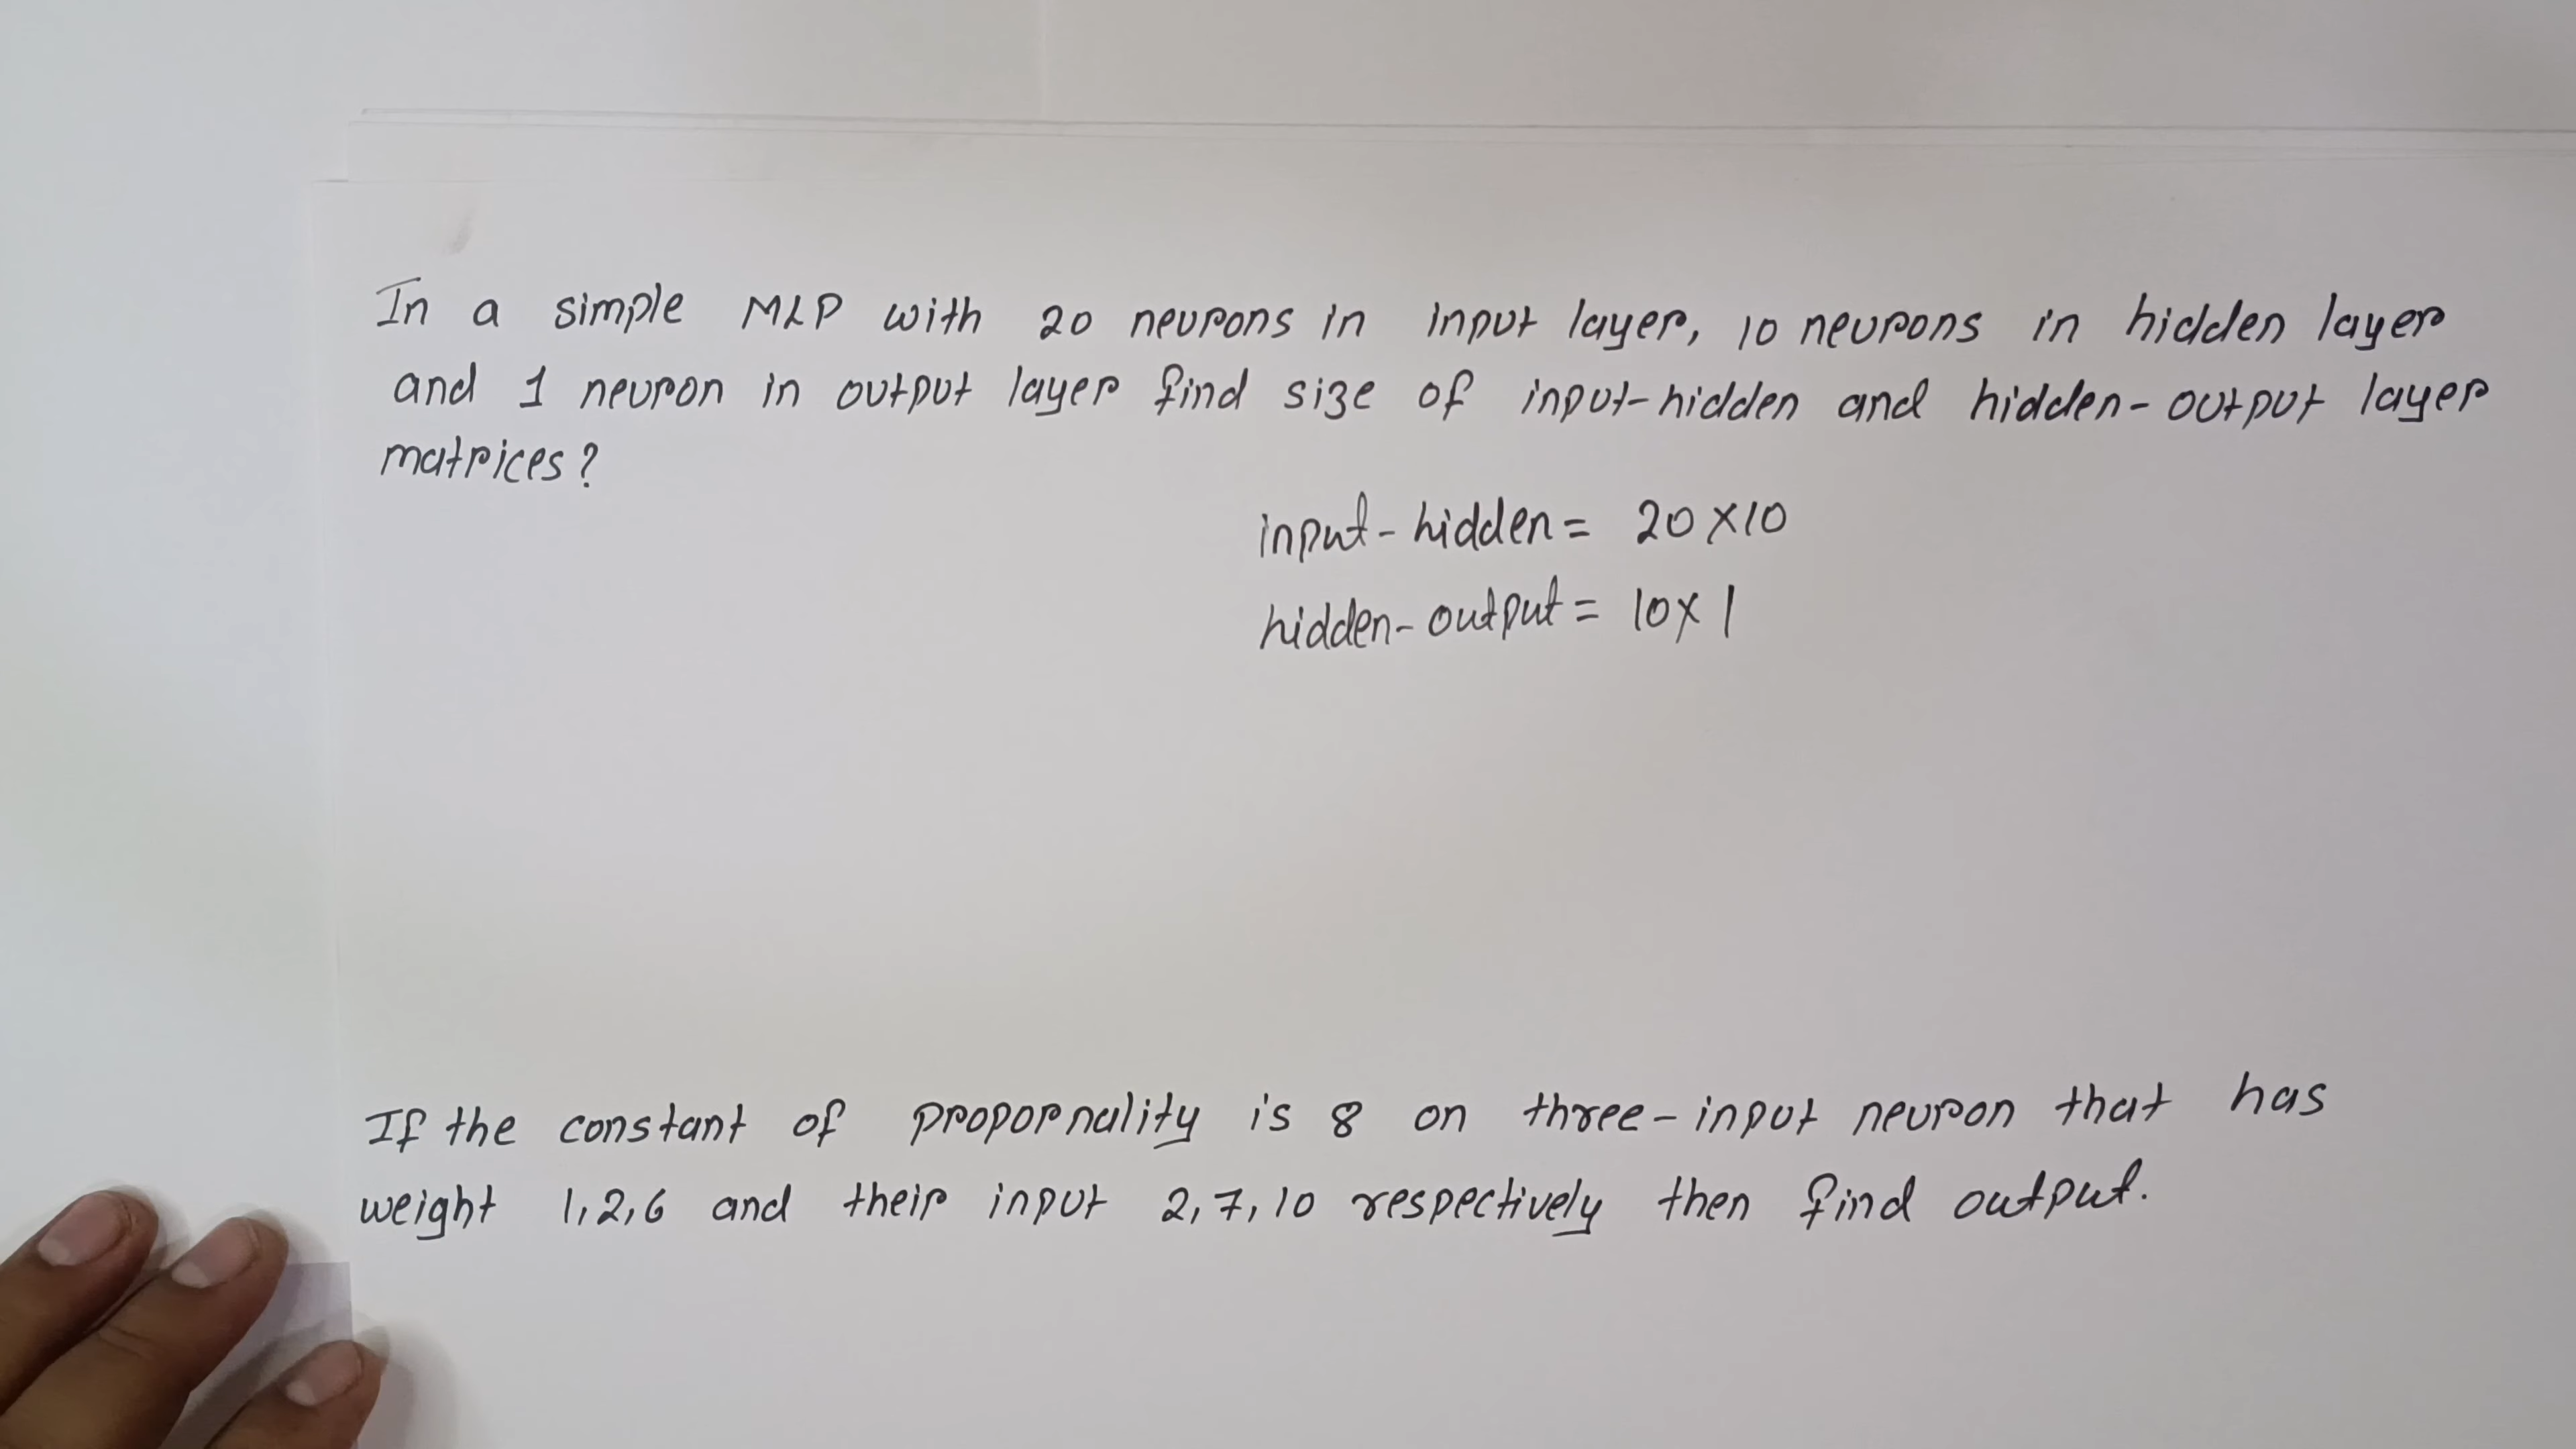 In a simple MLP with 20 neurons in input layer, 10 neurons in hidden layer
and 1 neuron in output layer find size of input-hidden and hidden-output layer
matrices?
input-hidden = 20×10
hidden-output = 10×1
If the constant of propornality is 8 on three-input neuron that has
weight 1,2,6 and their input 2,7,10 respectively then find output.